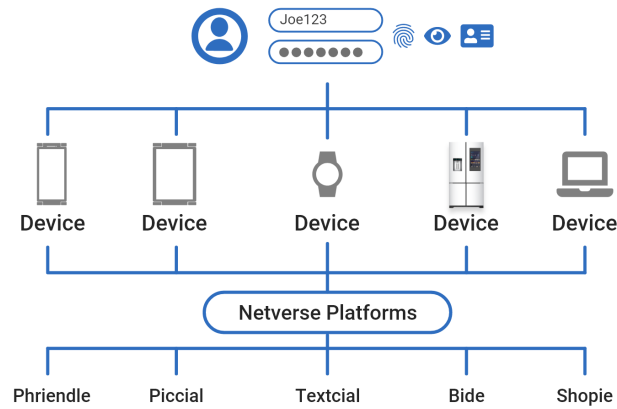 Joe123
Device Device Device Device Device
Netverse Platforms
Phriendle Piccial Textcial Bide Shopie